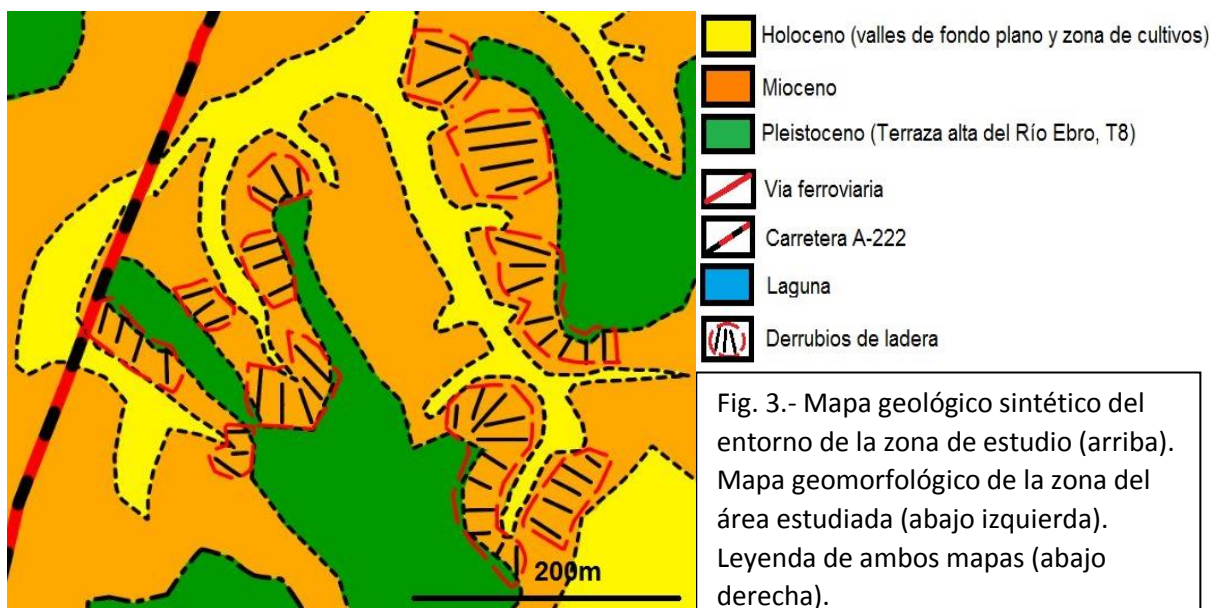 Holoceno (valles de fondo plano y zona de cultivos)
Mioceno
Pleistoceno (Terraza alta del Río Ebro, T8)
Via ferroviaria
Carretera A-222
Laguna
Derrubios de ladera
200m
Fig. 3.- Mapa geológico sintético del
entorno de la zona de estudio (arriba).
Mapa geomorfológico de la zona del
área estudiada (abajo izquierda).
Leyenda de ambos mapas (abajo
derecha).